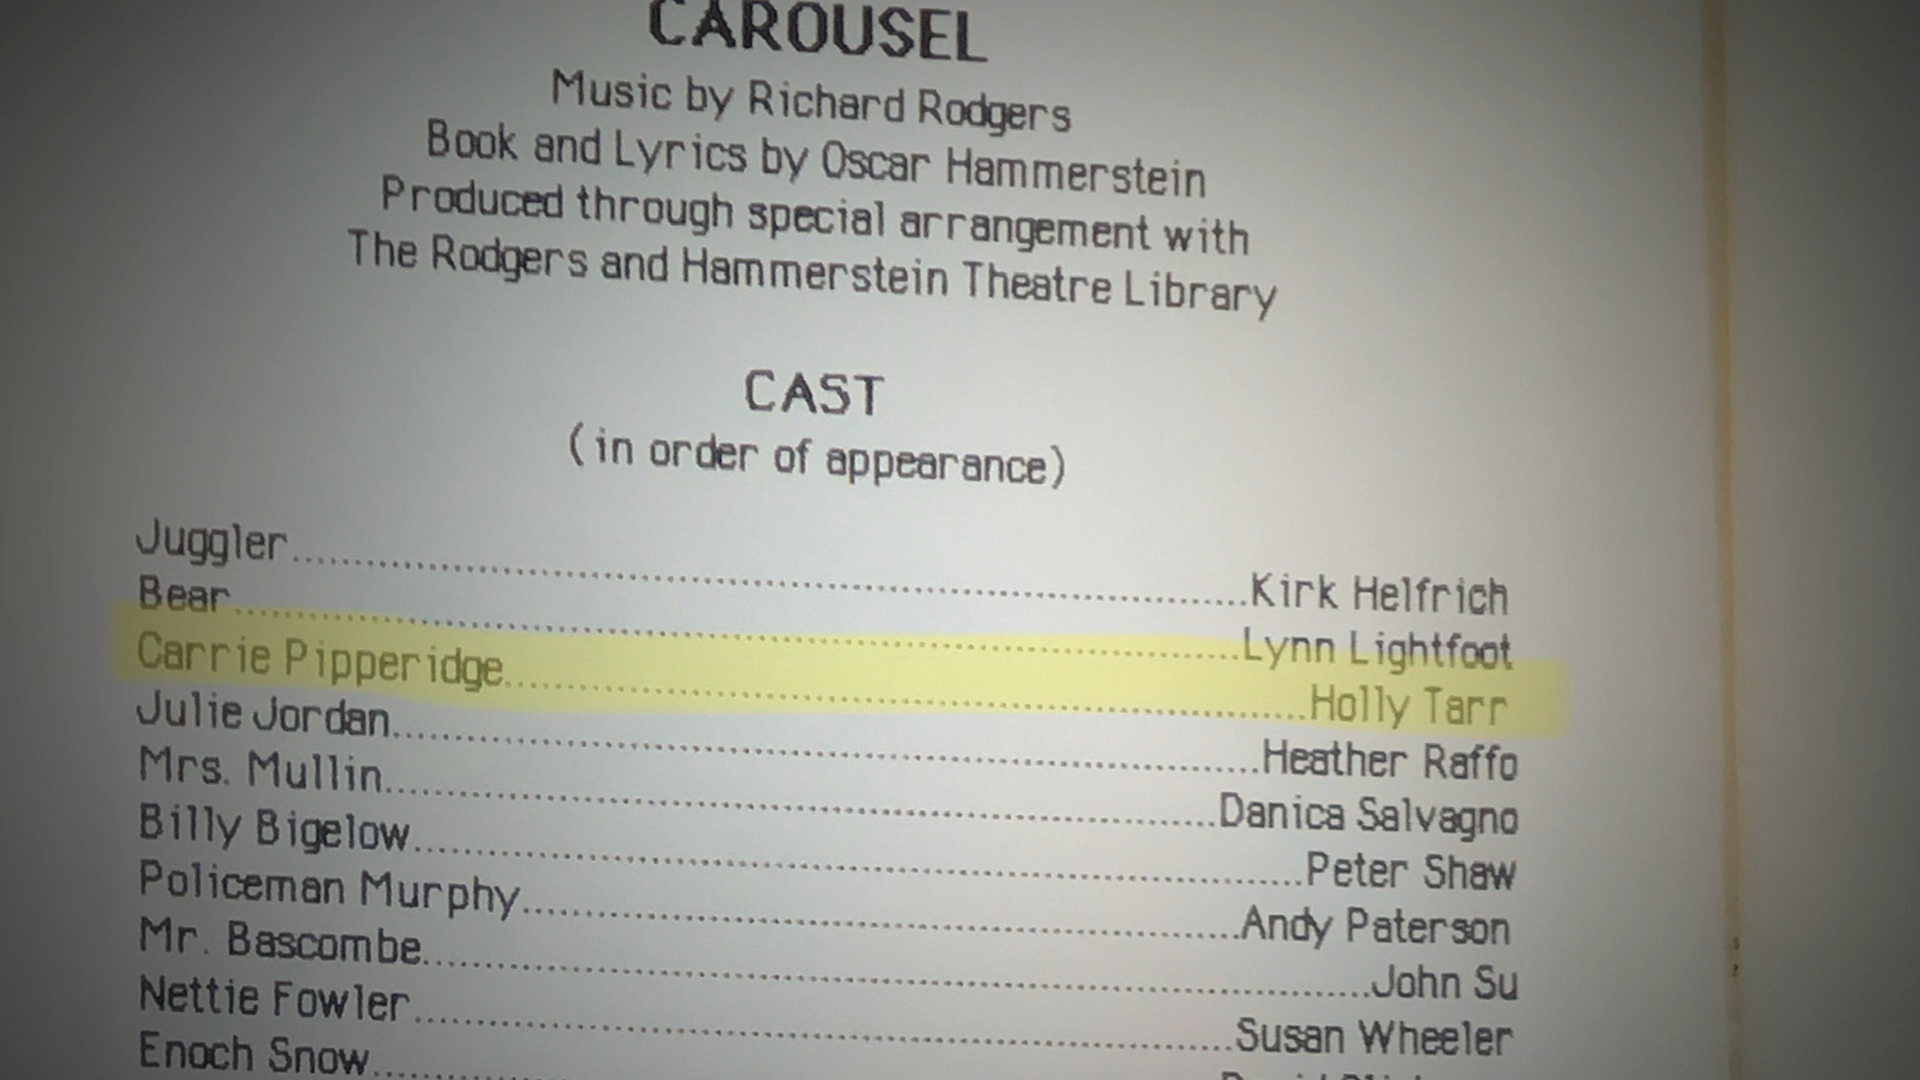 CAROUSEL
Music by Richard Rodgers
Book and Lyrics by Oscar Hammerstein
Produced through special arrangement with
The Rodgers and Hammerstein Theatre Library
CAST
(in order of appearance)
Juggler..........Kirk Helfrich
Bear..........Lynn Lightfoot
Carrie Pipperidge..........Holly Tarr
Julie Jordan..........Heather Raffo
Mrs. Mullin..........Danica Salvagno
Billy Bigelow..........Peter Shaw
Policeman Murphy..........Andy Paterson
Mr. Bascombe..........John Su
Nettie Fowler..........Susan Wheeler
Enoch Snow..........